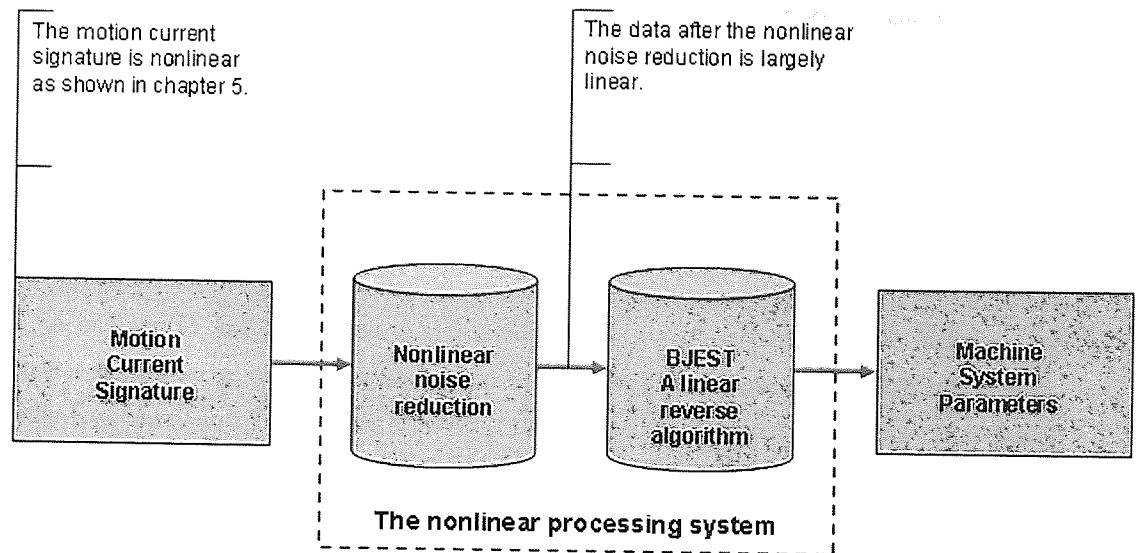 The motion current
signature is nonlinear
as shown in chapter 5.
The data after the nonlinear
noise reduction is largely
linear.
Motion
Current
Signature
Nonlinear
noise
reduction
BJEST
A linear
reverse
algorithm
Machine
System
Parameters
The nonlinear processing system